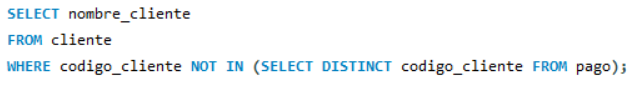 SELECT nombre_cliente
FROM cliente
WHERE codigo_cliente NOT IN (SELECT DISTINCT codigo_cliente FROM pago);